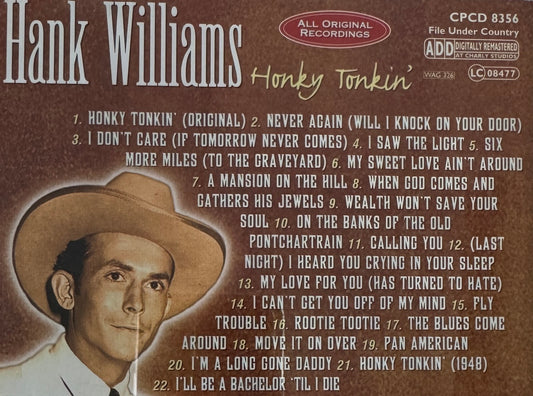 Hank Williams
ALL ORIGINAL
RECORDINGS
CPCD 8356
File Under Country
ADD DIGITALLY REMASTERED
AT CHARLY STUDIOS
WAG 326
LC 08477
Honky Tonkin'
1. HONKY TONKIN' (ORIGINAL) 2. NEVER AGAIN (WILL I KNOCK ON YOUR DOOR)
3. I DON'T CARE (IF TOMORROW NEVER COMES) 4. I SAW THE LIGHT 5. SIX
MORE MILES (TO THE GRAVEYARD) 6. MY SWEET LOVE AIN'T AROUND
7. A MANSION ON THE HILL 8. WHEN GOD COMES AND
GATHERS HIS JEWELS 9. WEALTH WON'T SAVE YOUR
SOUL 10. ON THE BANKS OF THE OLD
PONTCHARTRAIN 11. CALLING YOU 12. (LAST
NIGHT) I HEARD YOU CRYING IN YOUR SLEEP
13. MY LOVE FOR YOU (HAS TURNED TO HATE)
14. I CAN'T GET YOU OFF OF MY MIND 15. FLY
TROUBLE 16. ROOTIE TOOTIE 17. THE BLUES COME
AROUND 18. MOVE IT ON OVER 19. PAN AMERICAN
20. I'M A LONG GONE DADDY 21. HONKY TONKIN' (1948)
22. I'LL BE A BACHELOR 'TIL I DIE